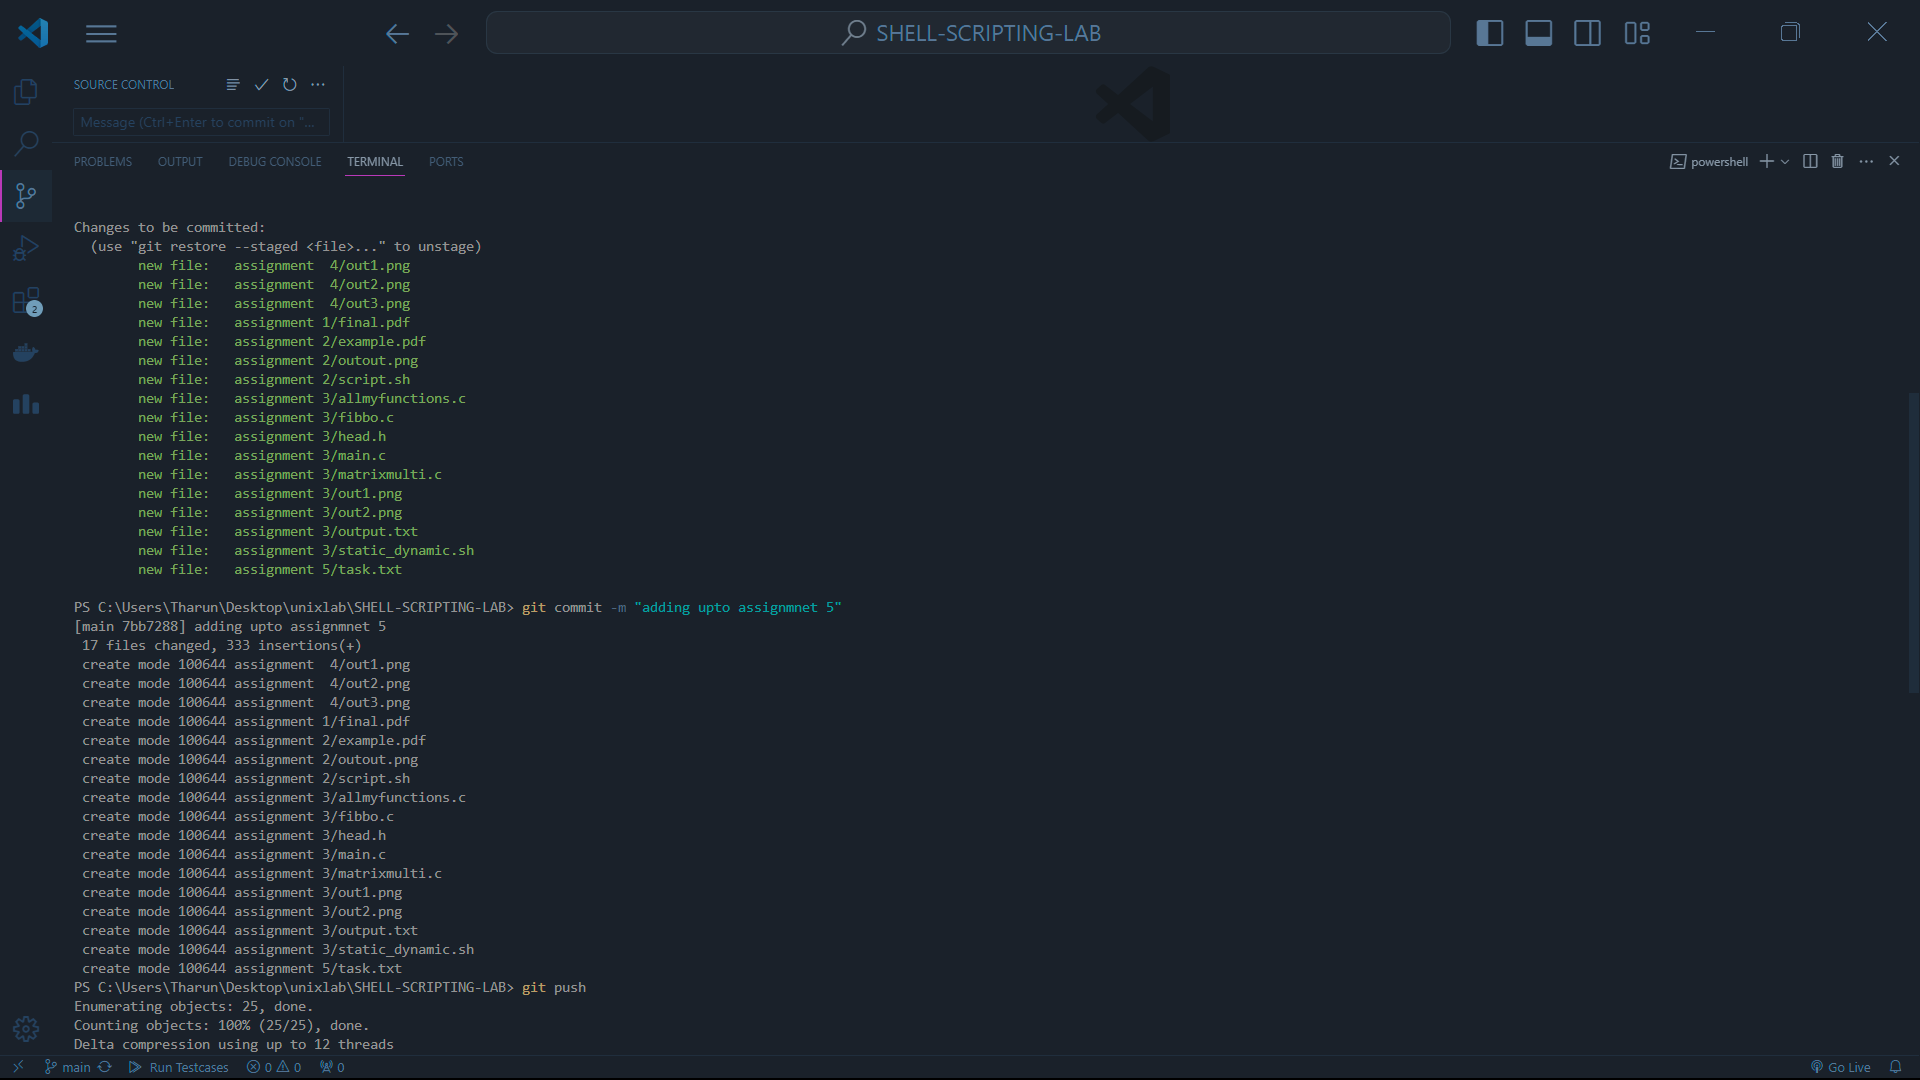 SHELL-SCRIPTING-LAB
SOURCE CONTROL
Message (Ctrl+Enter to commit on "...
PROBLEMS OUTPUT DEBUG CONSOLE TERMINAL PORTS
powershell
2
Changes to be committed:
  (use "git restore --staged <file>..." to unstage)
        new file:   assignment  4/out1.png
        new file:   assignment  4/out2.png
        new file:   assignment  4/out3.png
        new file:   assignment 1/final.pdf
        new file:   assignment 2/example.pdf
        new file:   assignment 2/outout.png
        new file:   assignment 2/script.sh
        new file:   assignment 3/allmyfunctions.c
        new file:   assignment 3/fibbo.c
        new file:   assignment 3/head.h
        new file:   assignment 3/main.c
        new file:   assignment 3/matrixmulti.c
        new file:   assignment 3/out1.png
        new file:   assignment 3/out2.png
        new file:   assignment 3/output.txt
        new file:   assignment 3/static_dynamic.sh
        new file:   assignment 5/task.txt
PS C:\Users\Tharun\Desktop\unixlab\SHELL-SCRIPTING-LAB> git commit -m "adding upto assignmnet 5"
[main 7bb7288] adding upto assignmnet 5
 17 files changed, 333 insertions(+)
 create mode 100644 assignment  4/out1.png
 create mode 100644 assignment  4/out2.png
 create mode 100644 assignment  4/out3.png
 create mode 100644 assignment 1/final.pdf
 create mode 100644 assignment 2/example.pdf
 create mode 100644 assignment 2/outout.png
 create mode 100644 assignment 2/script.sh
 create mode 100644 assignment 3/allmyfunctions.c
 create mode 100644 assignment 3/fibbo.c
 create mode 100644 assignment 3/head.h
 create mode 100644 assignment 3/main.c
 create mode 100644 assignment 3/matrixmulti.c
 create mode 100644 assignment 3/out1.png
 create mode 100644 assignment 3/out2.png
 create mode 100644 assignment 3/output.txt
 create mode 100644 assignment 3/static_dynamic.sh
 create mode 100644 assignment 5/task.txt
PS C:\Users\Tharun\Desktop\unixlab\SHELL-SCRIPTING-LAB> git push
Enumerating objects: 25, done.
Counting objects: 100% (25/25), done.
Delta compression using up to 12 threads
main Run Testcases 0 0 0 Go Live